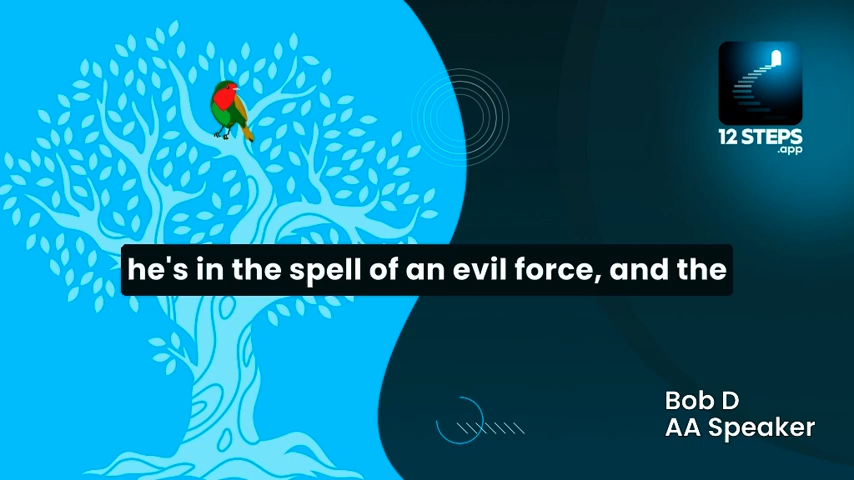 12 STEPS
.app
he's in the spell of an evil force, and the
Bob D
AA Speaker